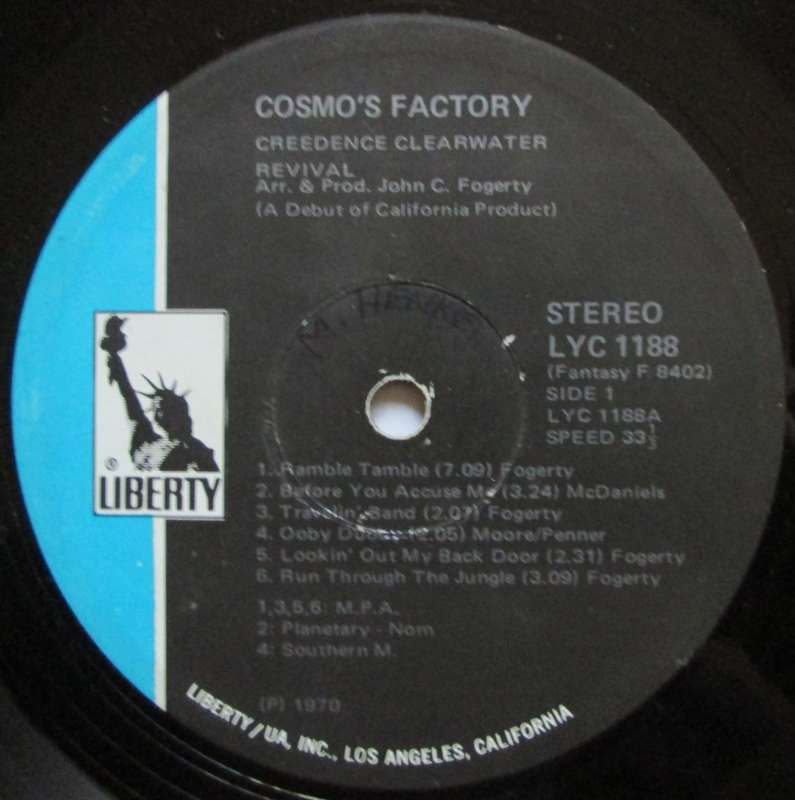 COSMO'S FACTORY
CREEDENCE CLEARWATER
REVIVAL
Arr. & Prod. John C. Fogerty
(A Debut of California Product)
M. HENKE
STEREO
LYC 1188
(Fantasy F 8402)
SIDE 1
LYC 1188A
SPEED 33⅓
® LIBERTY
1. Ramble Tamble (7.09) Fogerty
2. Before You Accuse Me (3.24) McDaniels
3. Travelin' Band (2.07) Fogerty
4. Ooby Dooby (2.05) Moore/Penner
5. Lookin' Out My Back Door (2.31) Fogerty
6. Run Through The Jungle (3.09) Fogerty
1,3,5,6: M.P.A.
2: Planetary - Nom
4: Southern M.
(P) 1970
LIBERTY/UA, INC., LOS ANGELES, CALIFORNIA